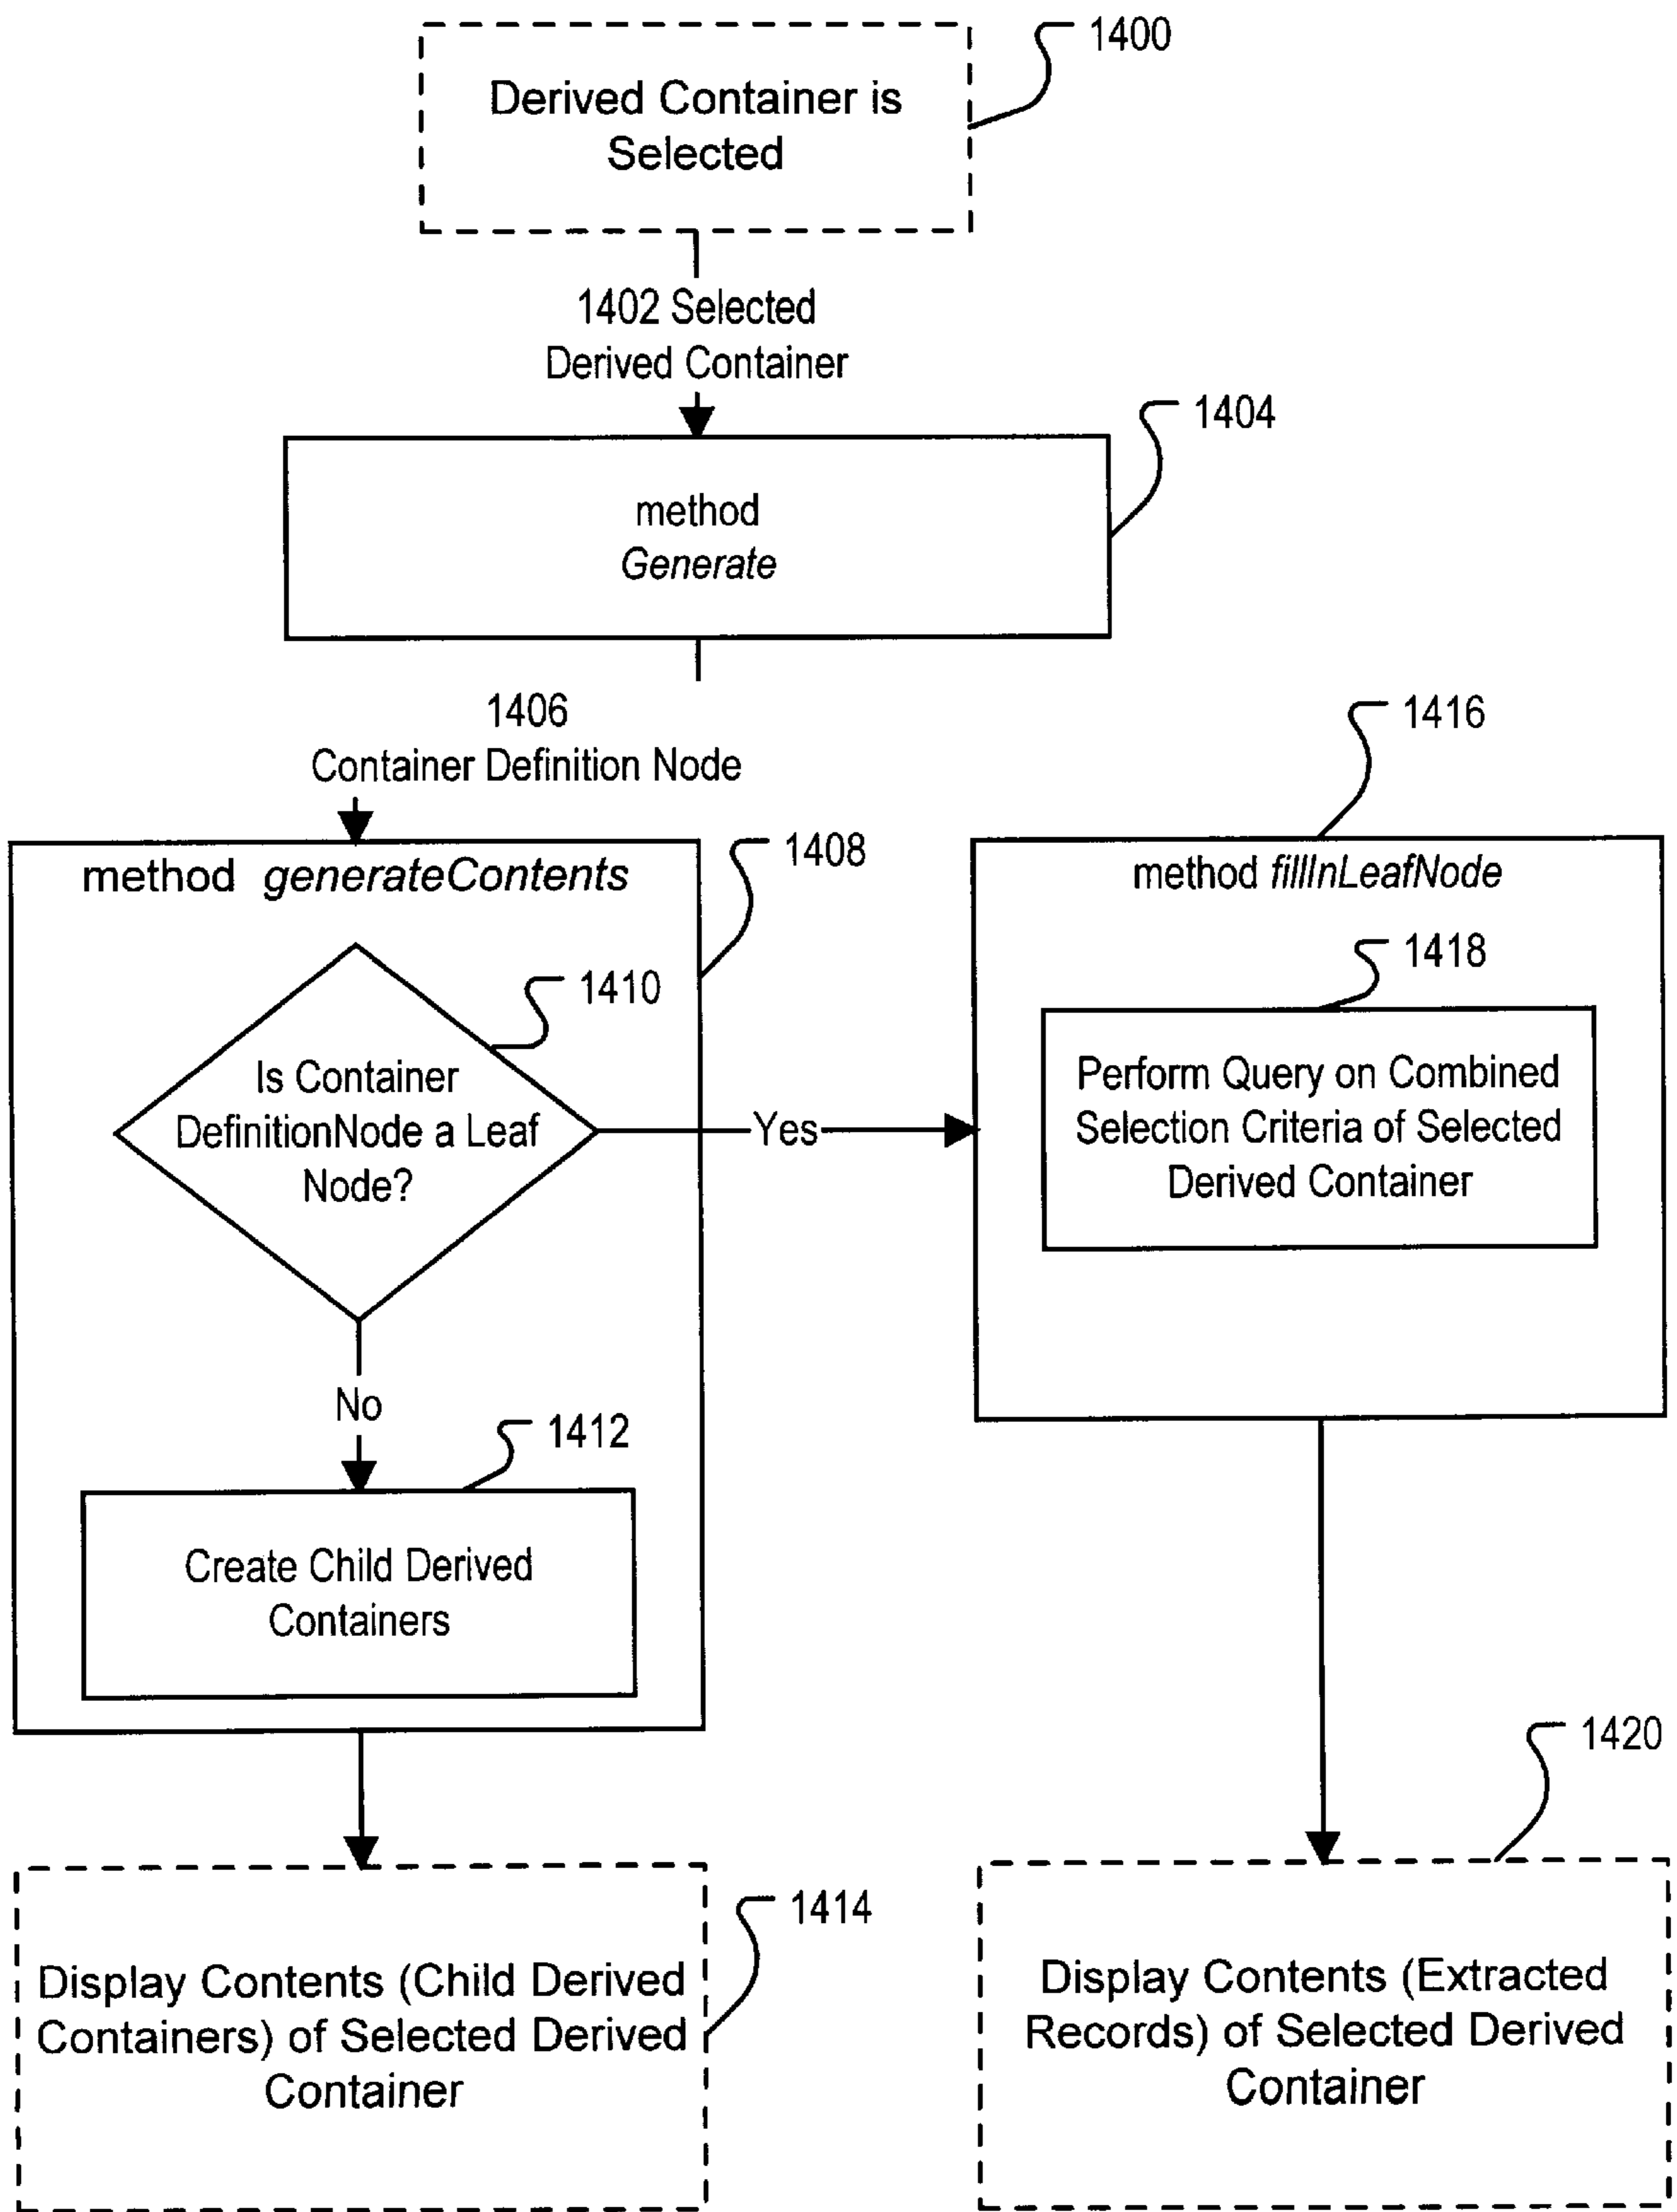 1400
Derived Container is
Selected
1402 Selected
Derived Container
1404
method
Generate
1406
Container Definition Node
1416
1408
method generateContents
method fillInLeafNode
1418
1410
Is Container
DefinitionNode a Leaf
Node?
Perform Query on Combined
Selection Criteria of Selected
Derived Container
Yes
No
1412
Create Child Derived
Containers
1420
1414
Display Contents (Child Derived
Containers) of Selected Derived
Container
Display Contents (Extracted
Records) of Selected Derived
Container